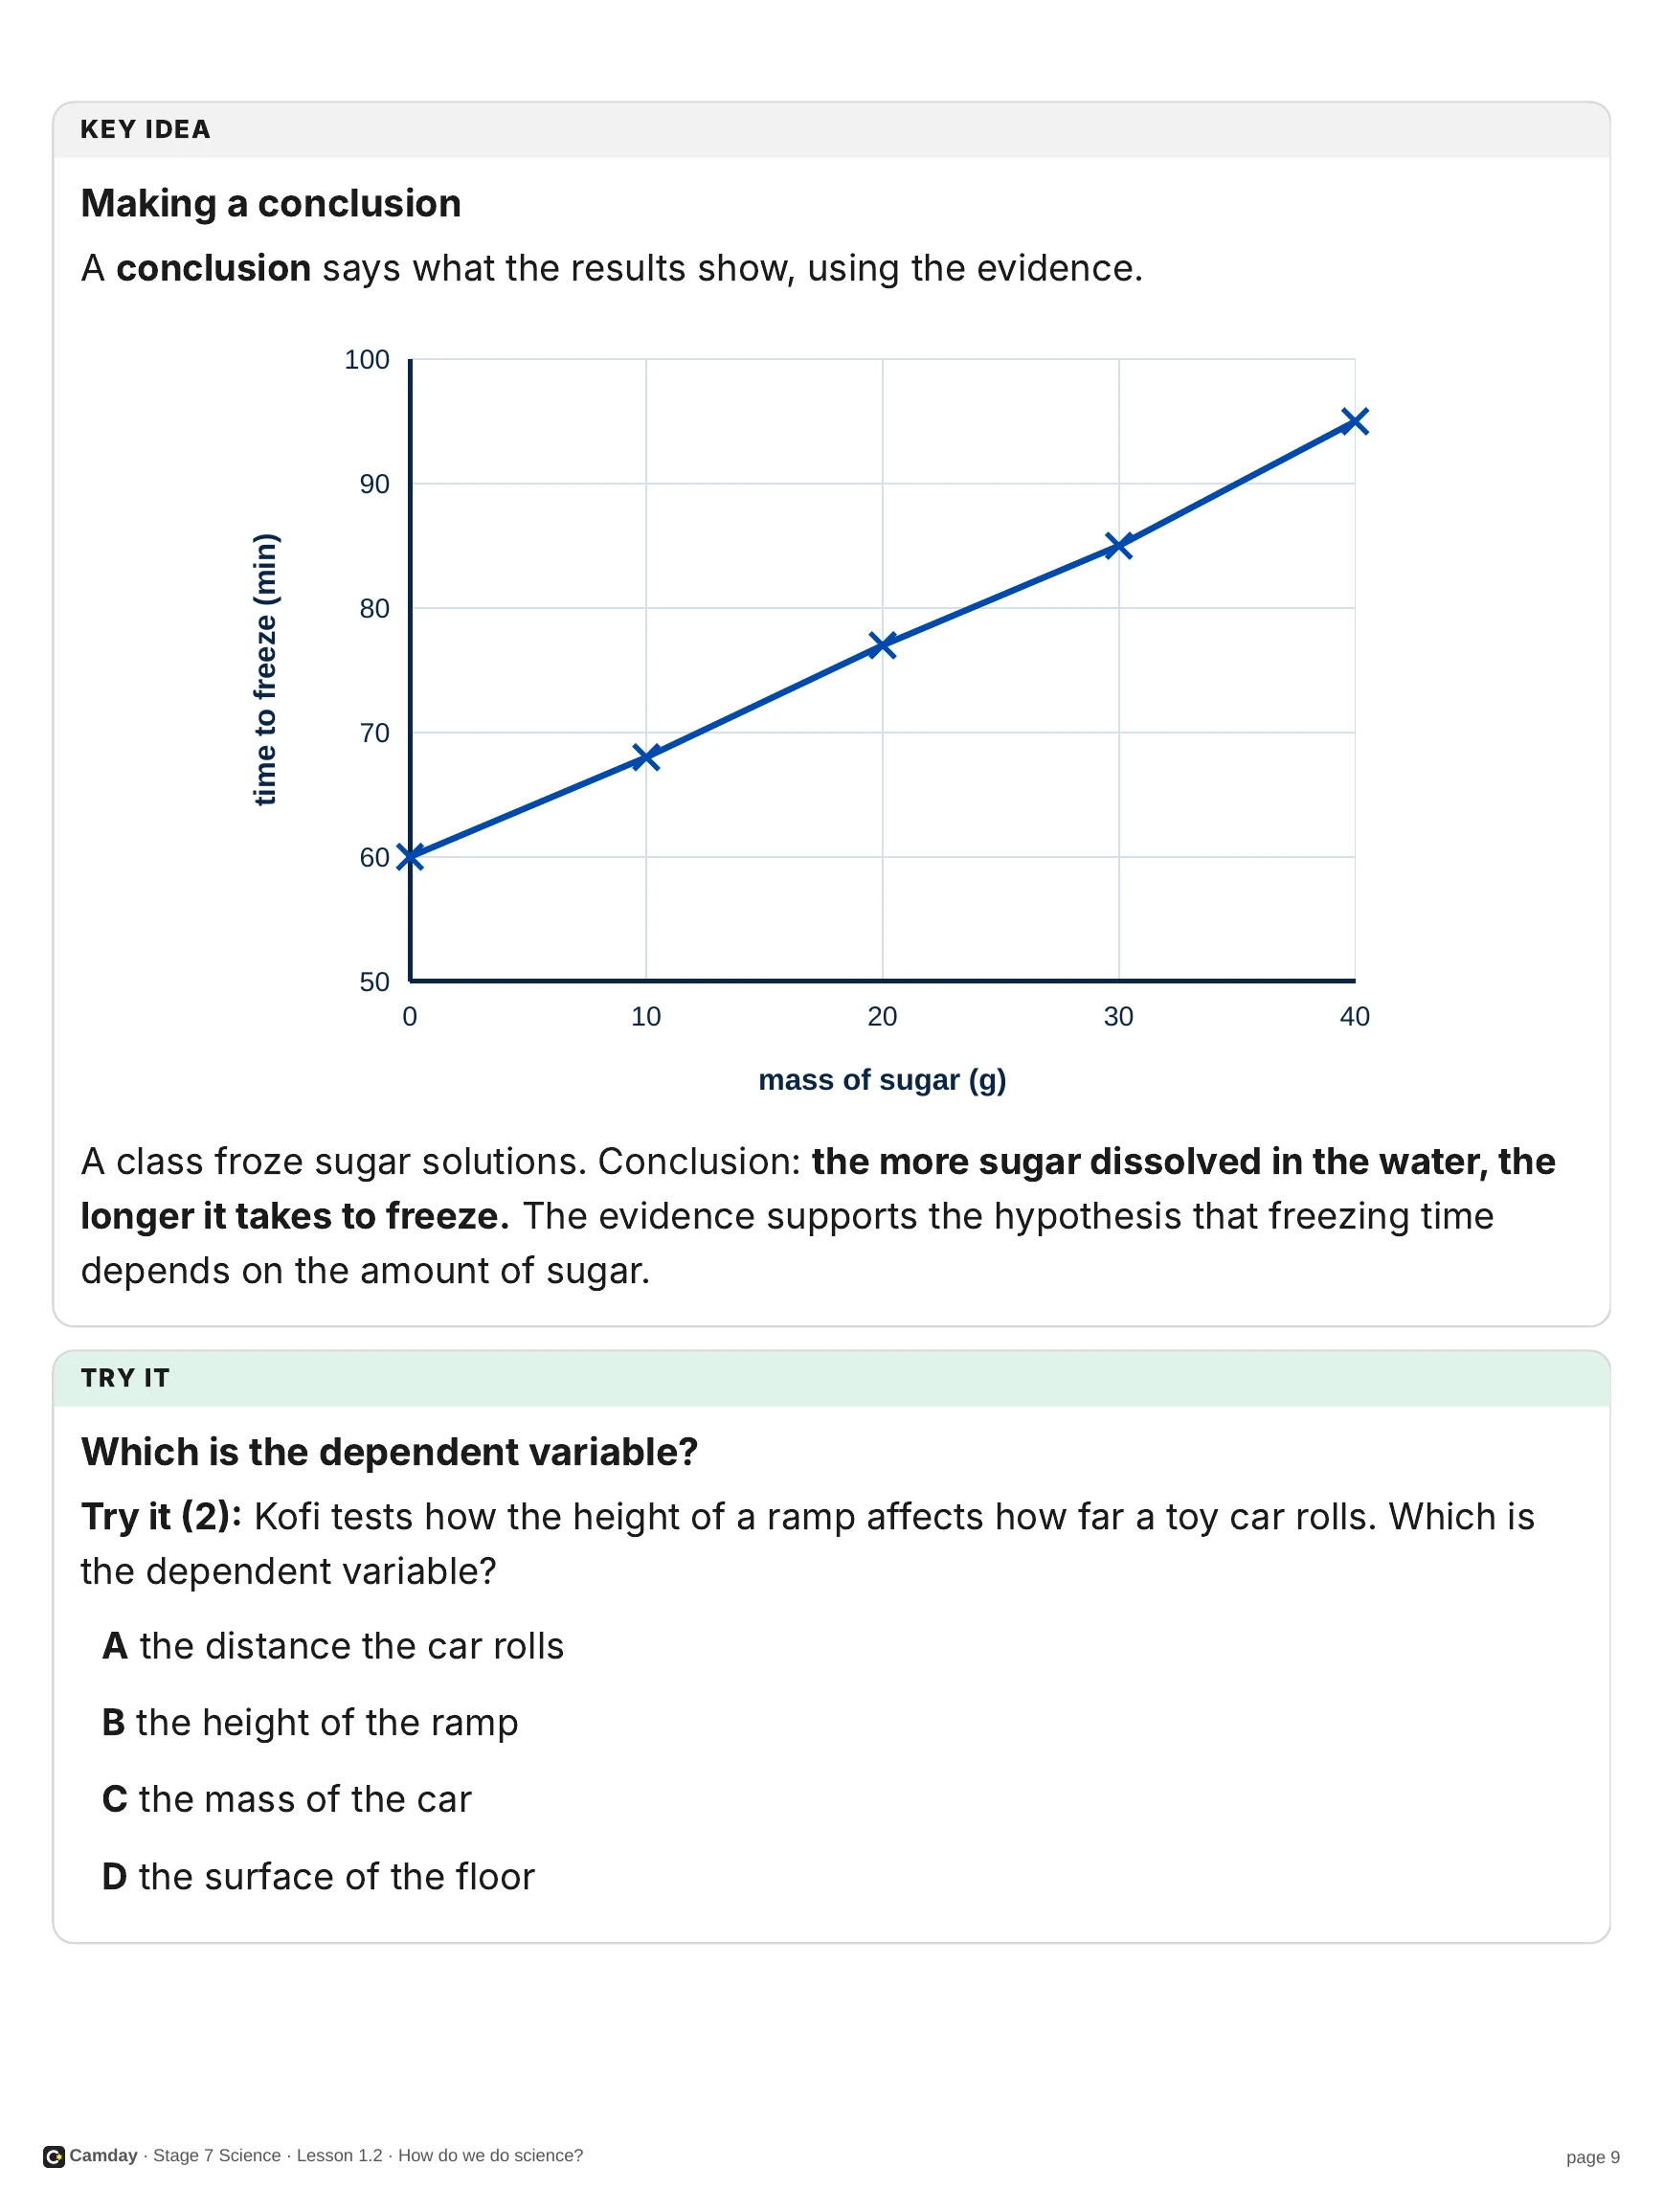 KEY IDEA
Making a conclusion
A conclusion says what the results show, using the evidence.
100
90
80
70
60
50
time to freeze (min)
0 10 20 30 40
mass of sugar (g)
A class froze sugar solutions. Conclusion: the more sugar dissolved in the water, the
longer it takes to freeze. The evidence supports the hypothesis that freezing time
depends on the amount of sugar.
TRY IT
Which is the dependent variable?
Try it (2): Kofi tests how the height of a ramp affects how far a toy car rolls. Which is
the dependent variable?
A the distance the car rolls
B the height of the ramp
C the mass of the car
D the surface of the floor
Camday · Stage 7 Science · Lesson 1.2 · How do we do science?
page 9